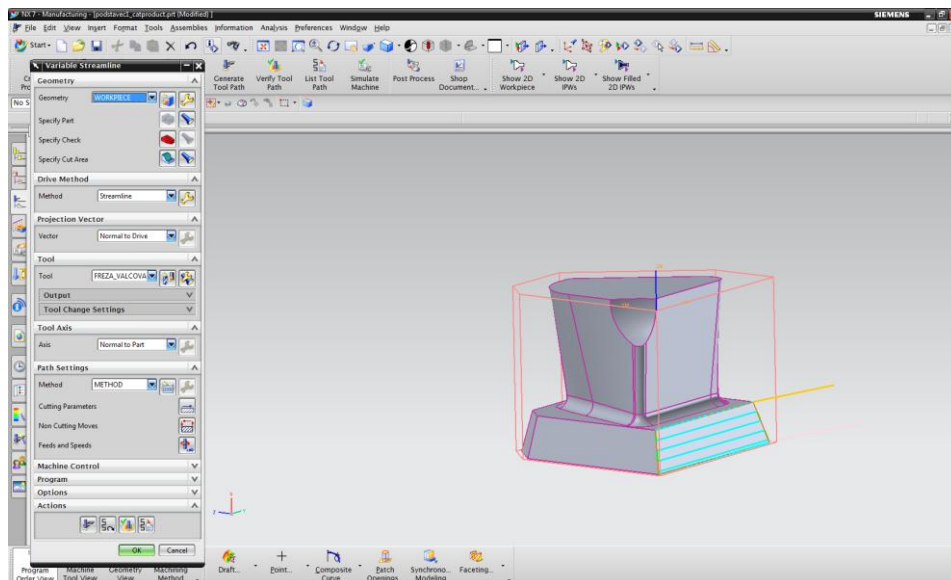 NX 7 - Manufacturing - [podstavec1_catproduct.prt (Modified) ]
SIEMENS
File Edit View Insert Format Tools Assemblies Information Analysis Preferences Window Help
Start
Variable Streamline
Geometry
Geometry WORKPIECE
Specify Part
Specify Check
Specify Cut Area
Drive Method
Method Streamline
Projection Vector
Vector Normal to Drive
Tool
Tool FREZA_VALCOVA
Output
Tool Change Settings
Tool Axis
Axis Normal to Part
Path Settings
Method METHOD
Cutting Parameters
Non Cutting Moves
Feeds and Speeds
Machine Control
Program
Options
Actions
OK Cancel
Generate Tool Path
Verify Tool Path
List Tool Path
Simulate Machine
Post Process
Shop Document...
Show 2D Workpiece
Show 2D IPWs
Show Filled 2D IPWs
No S
Program Order View
Machine Tool View
Geometry View
Machining Method
Draft...
Point...
Composite Curve
Patch Openings
Synchrono... Modeling
Faceting...